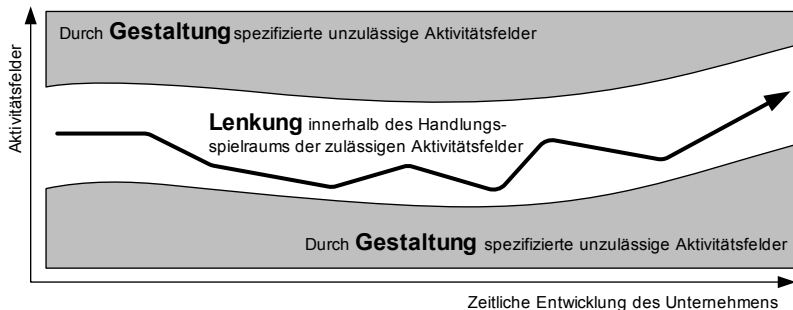 Durch Gestaltung spezifizierte unzulässige Aktivitätsfelder
Aktivitätsfelder
Lenkung innerhalb des Handlungs-
spielraums der zulässigen Aktivitätsfelder
Durch Gestaltung spezifizierte unzulässige Aktivitätsfelder
Zeitliche Entwicklung des Unternehmens